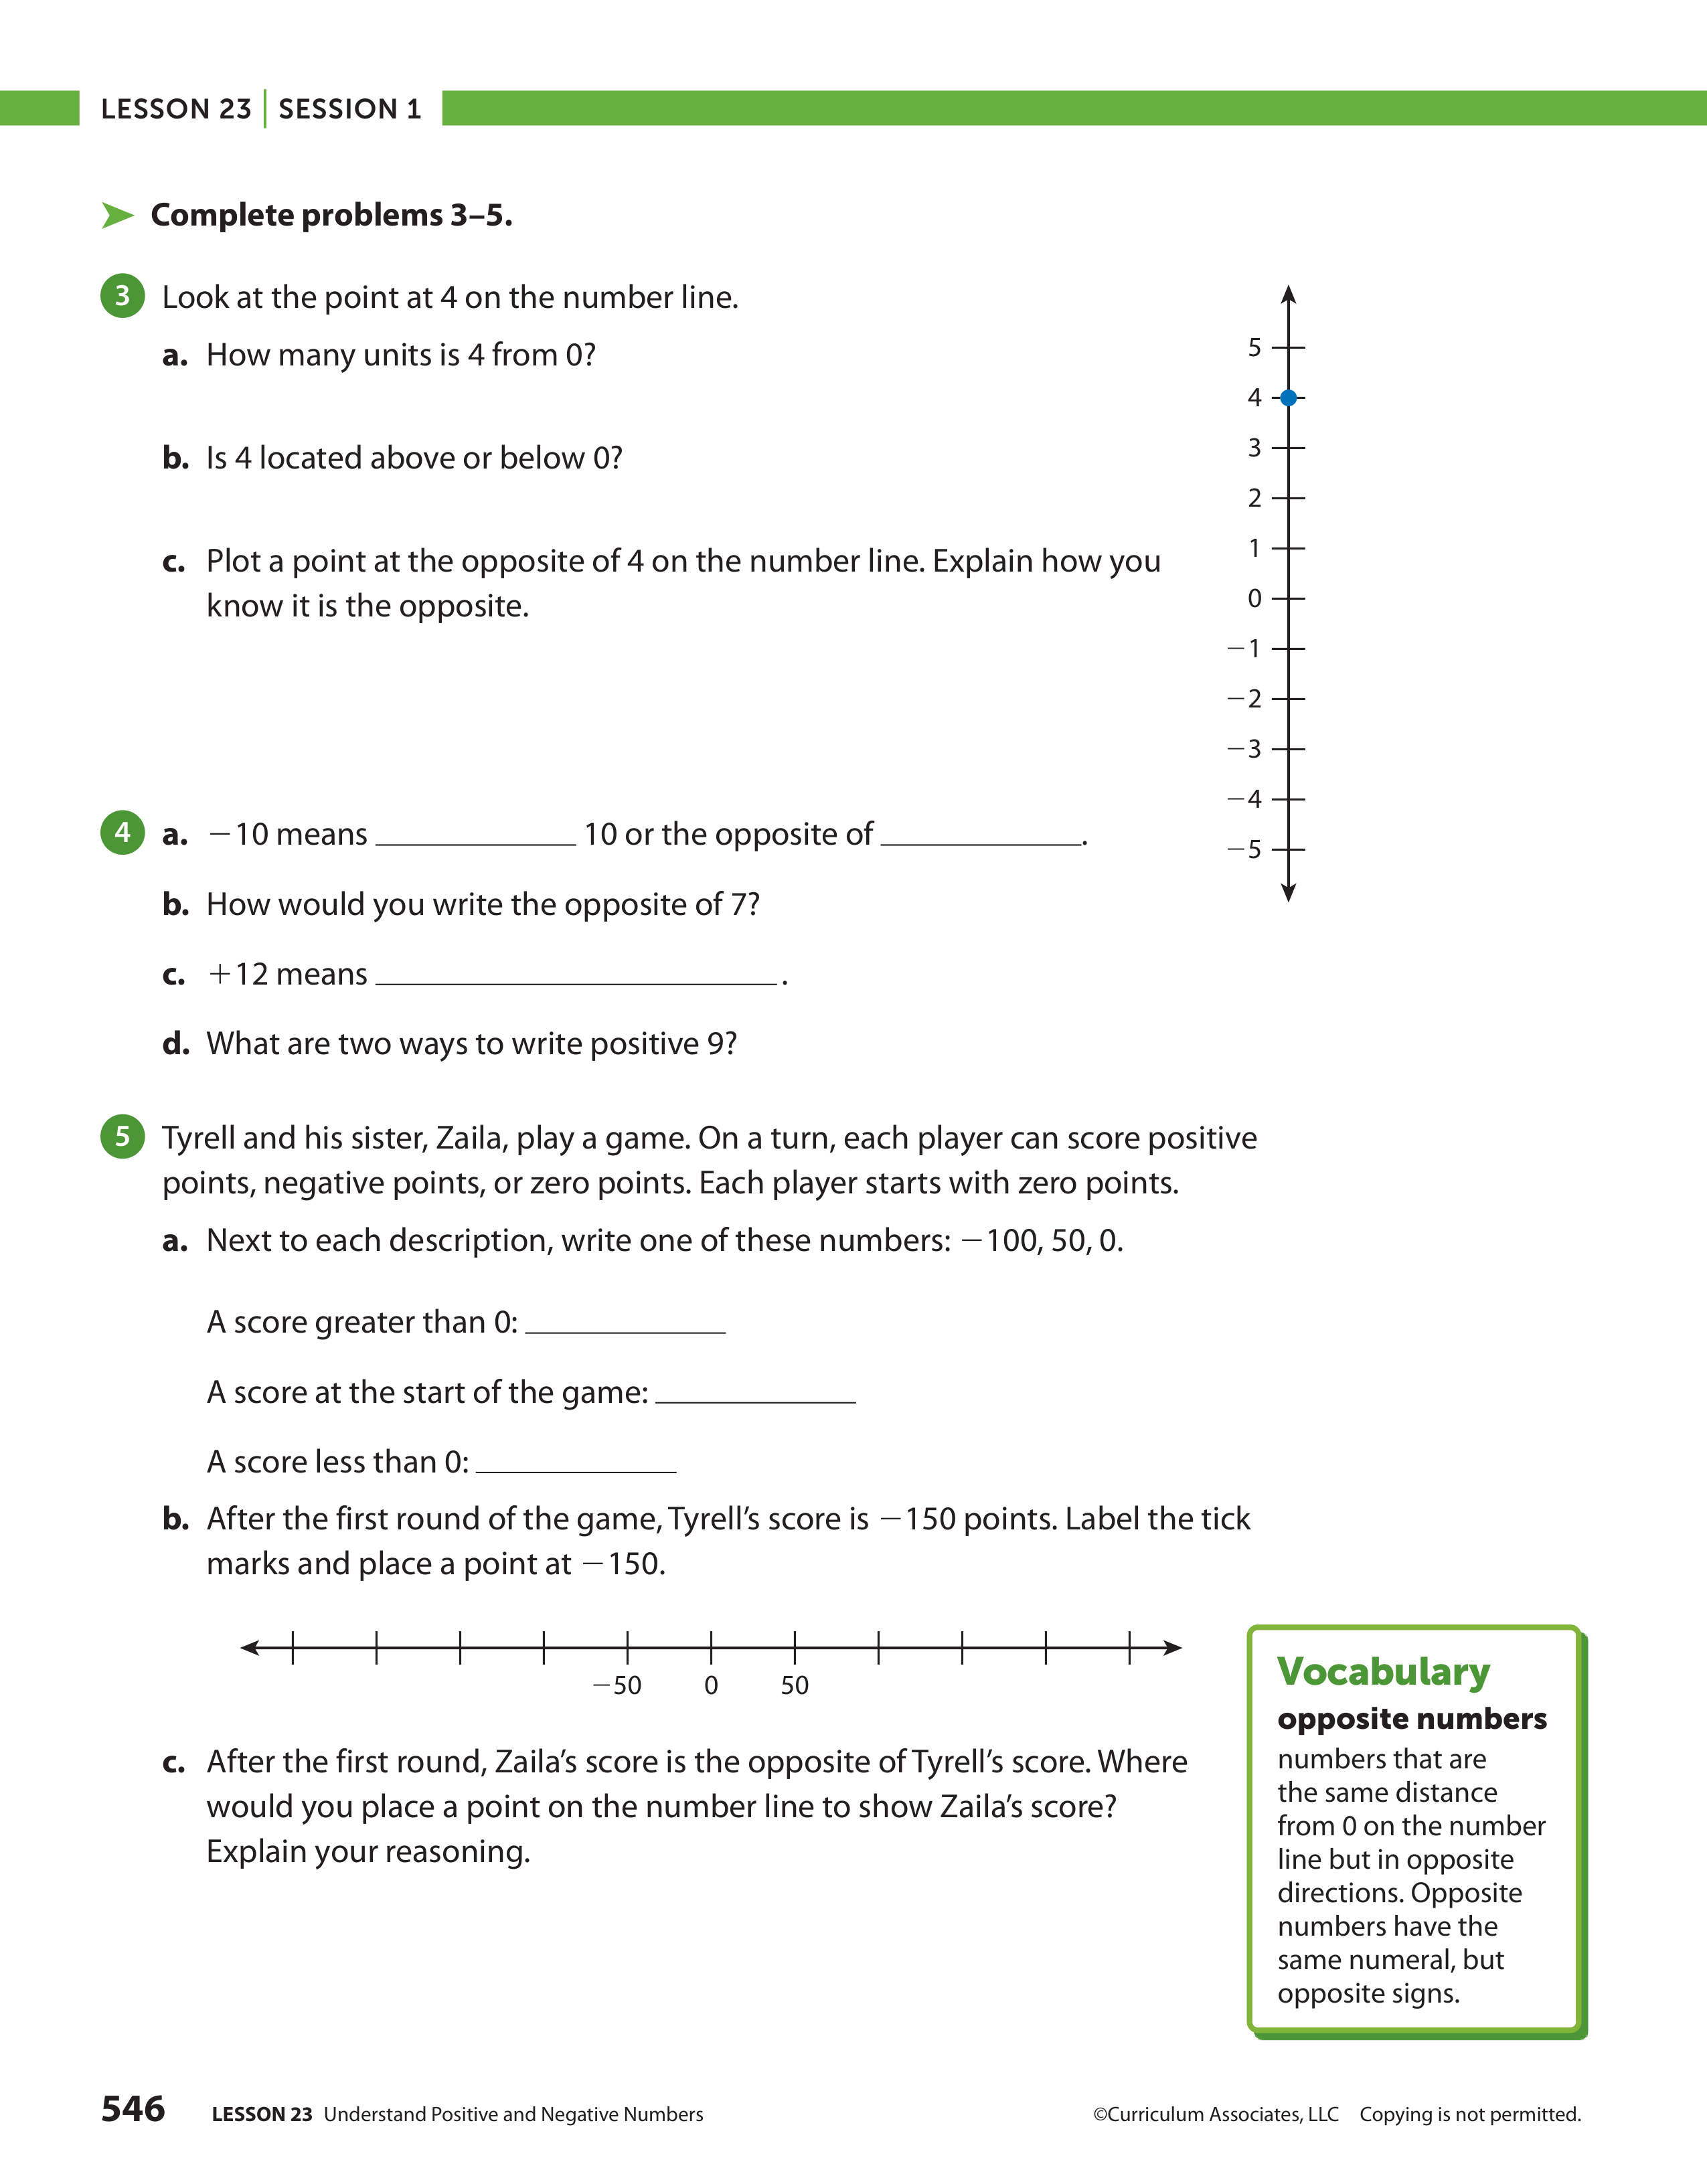 LESSON 23 | SESSION 1
Complete problems 3–5.
3 Look at the point at 4 on the number line.
a. How many units is 4 from 0?
b. Is 4 located above or below 0?
c. Plot a point at the opposite of 4 on the number line. Explain how you
know it is the opposite.
5
4
3
2
1
0
−1
−2
−3
−4
−5
4 a. −10 means ____________ 10 or the opposite of ____________.
b. How would you write the opposite of 7?
c. +12 means ________________________ .
d. What are two ways to write positive 9?
5 Tyrell and his sister, Zaila, play a game. On a turn, each player can score positive
points, negative points, or zero points. Each player starts with zero points.
a. Next to each description, write one of these numbers: −100, 50, 0.
A score greater than 0: ____________
A score at the start of the game: ____________
A score less than 0: ____________
b. After the first round of the game, Tyrell’s score is −150 points. Label the tick
marks and place a point at −150.
−50 0 50
c. After the first round, Zaila’s score is the opposite of Tyrell’s score. Where
would you place a point on the number line to show Zaila’s score?
Explain your reasoning.
Vocabulary
opposite numbers
numbers that are
the same distance
from 0 on the number
line but in opposite
directions. Opposite
numbers have the
same numeral, but
opposite signs.
546 LESSON 23 Understand Positive and Negative Numbers ©Curriculum Associates, LLC Copying is not permitted.